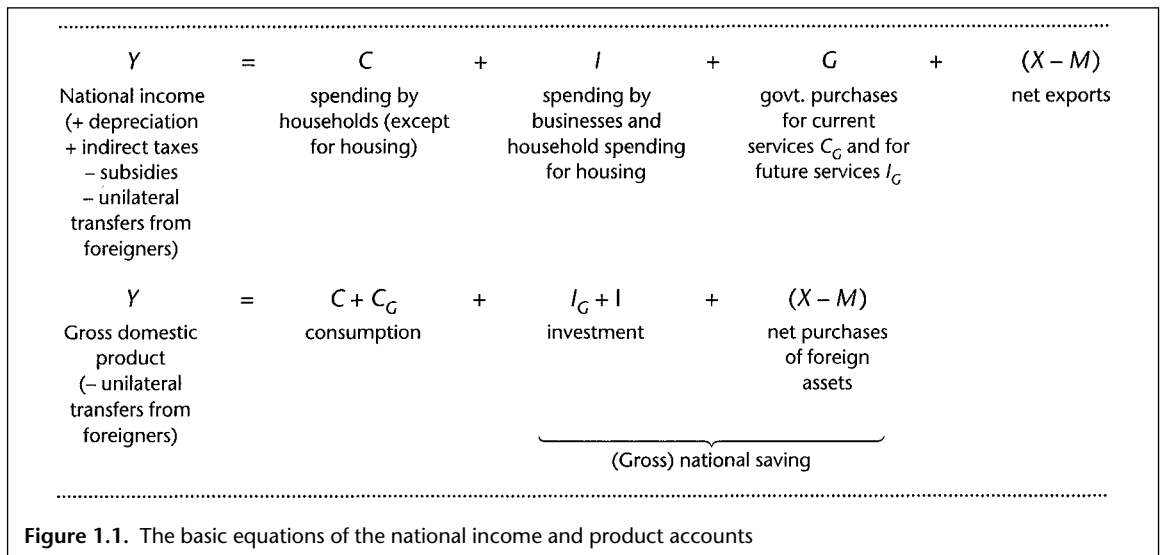 Y = C + I + G + (X – M)
National income spending by spending by govt. purchases net exports
(+ depreciation households (except businesses and for current
+ indirect taxes for housing) household spending services C_G and for
– subsidies for housing future services I_G
– unilateral
transfers from
foreigners)
Y = C + C_G + I_G + I + (X – M)
Gross domestic consumption investment net purchases
product of foreign
(– unilateral assets
transfers from
foreigners)
(Gross) national saving
Figure 1.1. The basic equations of the national income and product accounts